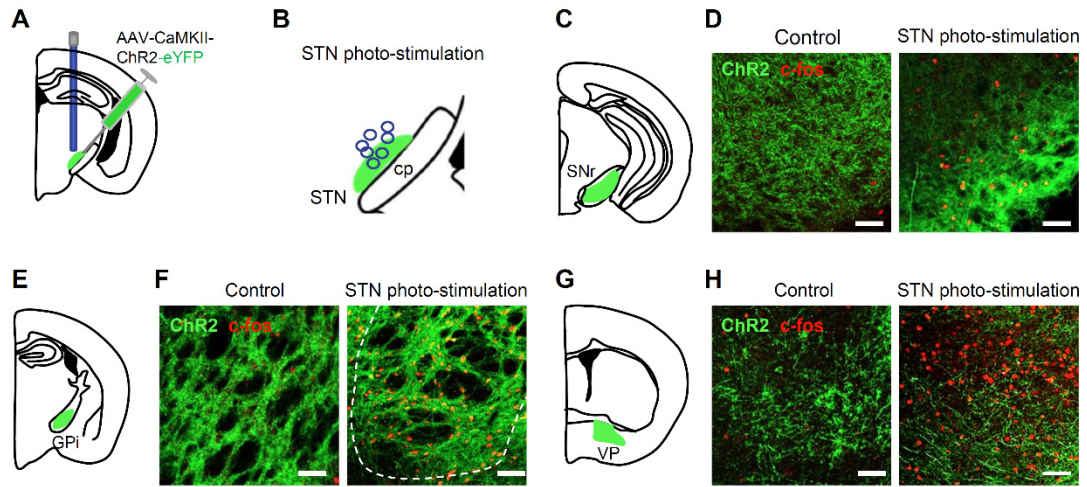 A
AAV-CaMKII-
ChR2-eYFP
B
STN photo-stimulation
cp
STN
C
SNr
D
Control
STN photo-stimulation
ChR2 c-fos
E
GPi
F
Control
STN photo-stimulation
ChR2 c-fos
G
VP
H
Control
STN photo-stimulation
ChR2 c-fos